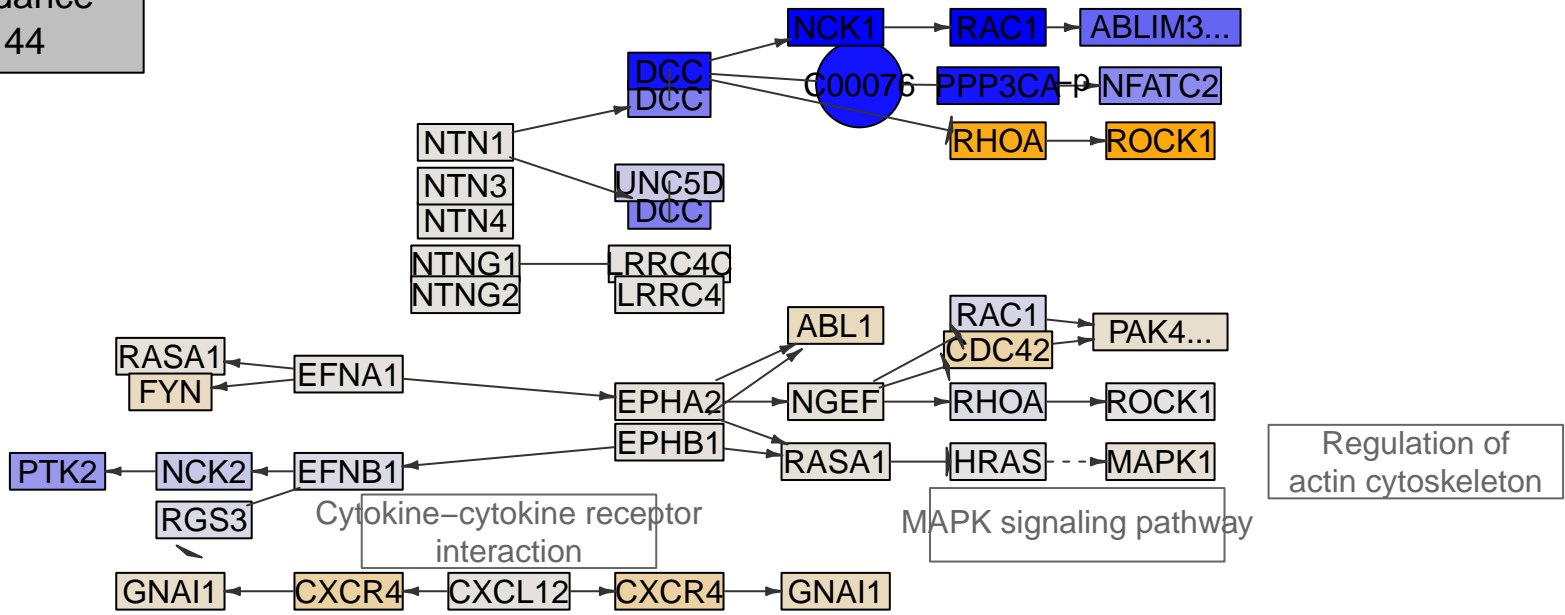 44
NCK1
RAC1
ABLIM3...
DCC
DCC
C00076
PPP3CA
-p
NFATC2
RHOA
ROCK1
NTN1
NTN3
NTN4
UNC5D
DCC
NTNG1
NTNG2
LRRC4C
LRRC4
ABL1
RAC1
CDC42
PAK4...
RASA1
FYN
EFNA1
EPHA2
EPHB1
NGEF
RHOA
ROCK1
RASA1
HRAS
MAPK1
PTK2
NCK2
EFNB1
RGS3
Cytokine−cytokine receptor
interaction
MAPK signaling pathway
Regulation of
actin cytoskeleton
GNAI1
CXCR4
CXCL12
CXCR4
GNAI1